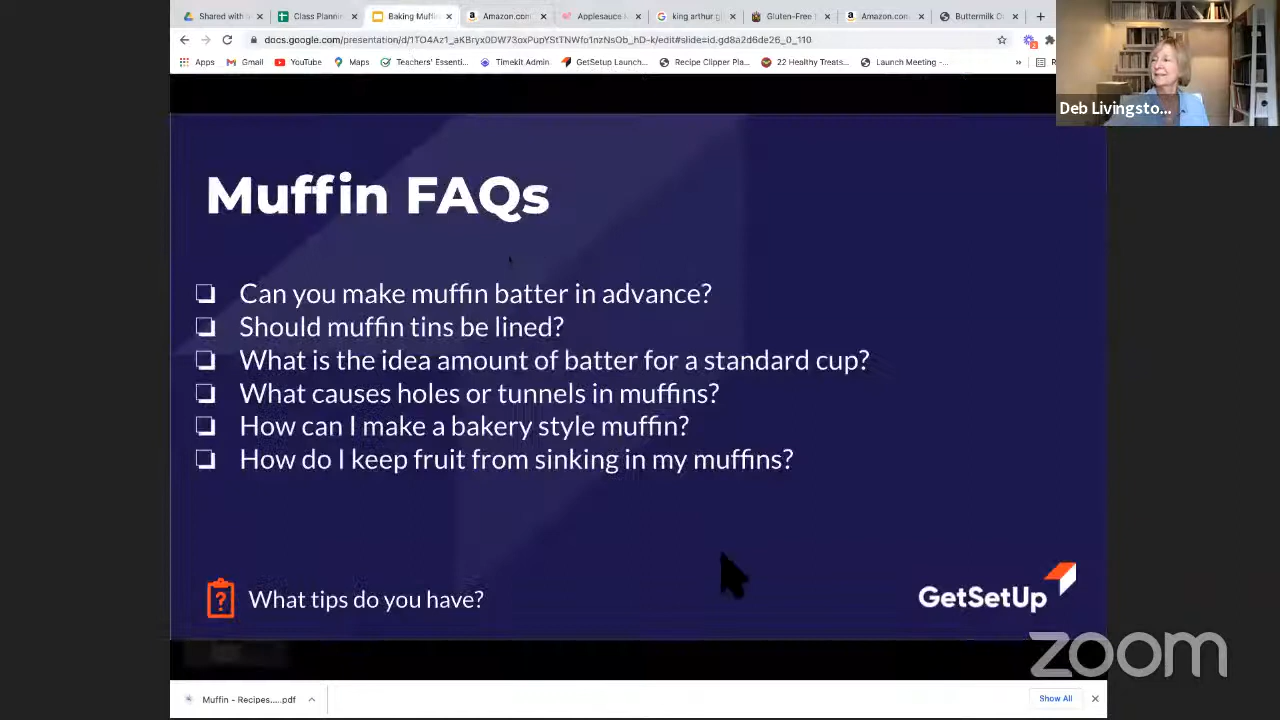 Shared with
Class Plannin
Baking Muffin
Amazon.com
Applesauce
king arthur g
Gluten-Free
Amazon.com:
Buttermilk
docs.google.com/presentation/d/1TO4Az1_aKBryx0DW73oxPupYStTNWfo1nzNsOb_hD-k/edit#slide=id.gd8a2d6de26_0_110
Apps
Gmail
YouTube
Maps
Teachers' Essenti...
Timekit Admin
GetSetUp Launch...
Recipe Clipper Pla...
22 Healthy Treats...
Launch Meeting -...
»
Deb Livingsto...
Muffin FAQs
❏ Can you make muffin batter in advance?
❏ Should muffin tins be lined?
❏ What is the idea amount of batter for a standard cup?
❏ What causes holes or tunnels in muffins?
❏ How can I make a bakery style muffin?
❏ How do I keep fruit from sinking in my muffins?
? What tips do you have?
GetSetUp
zoom
Muffin - Recipes.....pdf
Show All